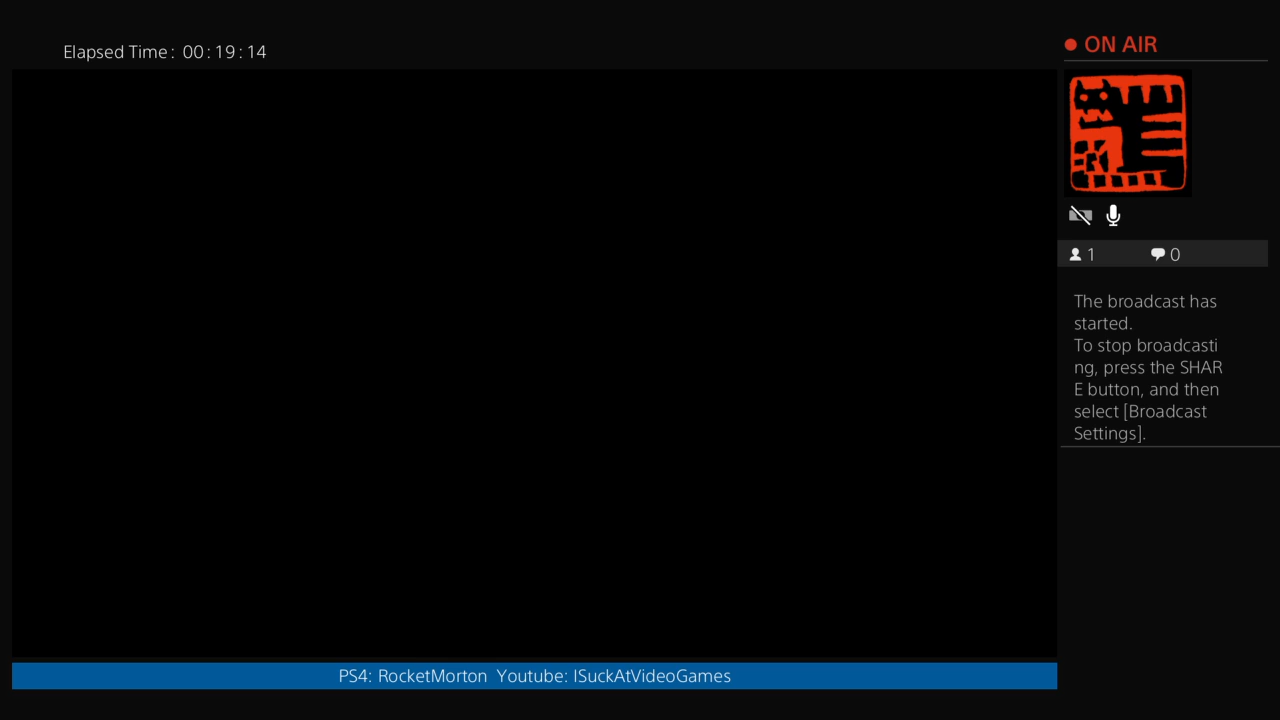 Elapsed Time: 00:19:14
ON AIR
1 0
The broadcast has
started.
To stop broadcasti
ng, press the SHAR
E button, and then
select [Broadcast
Settings].
PS4: RocketMorton Youtube: ISuckAtVideoGames